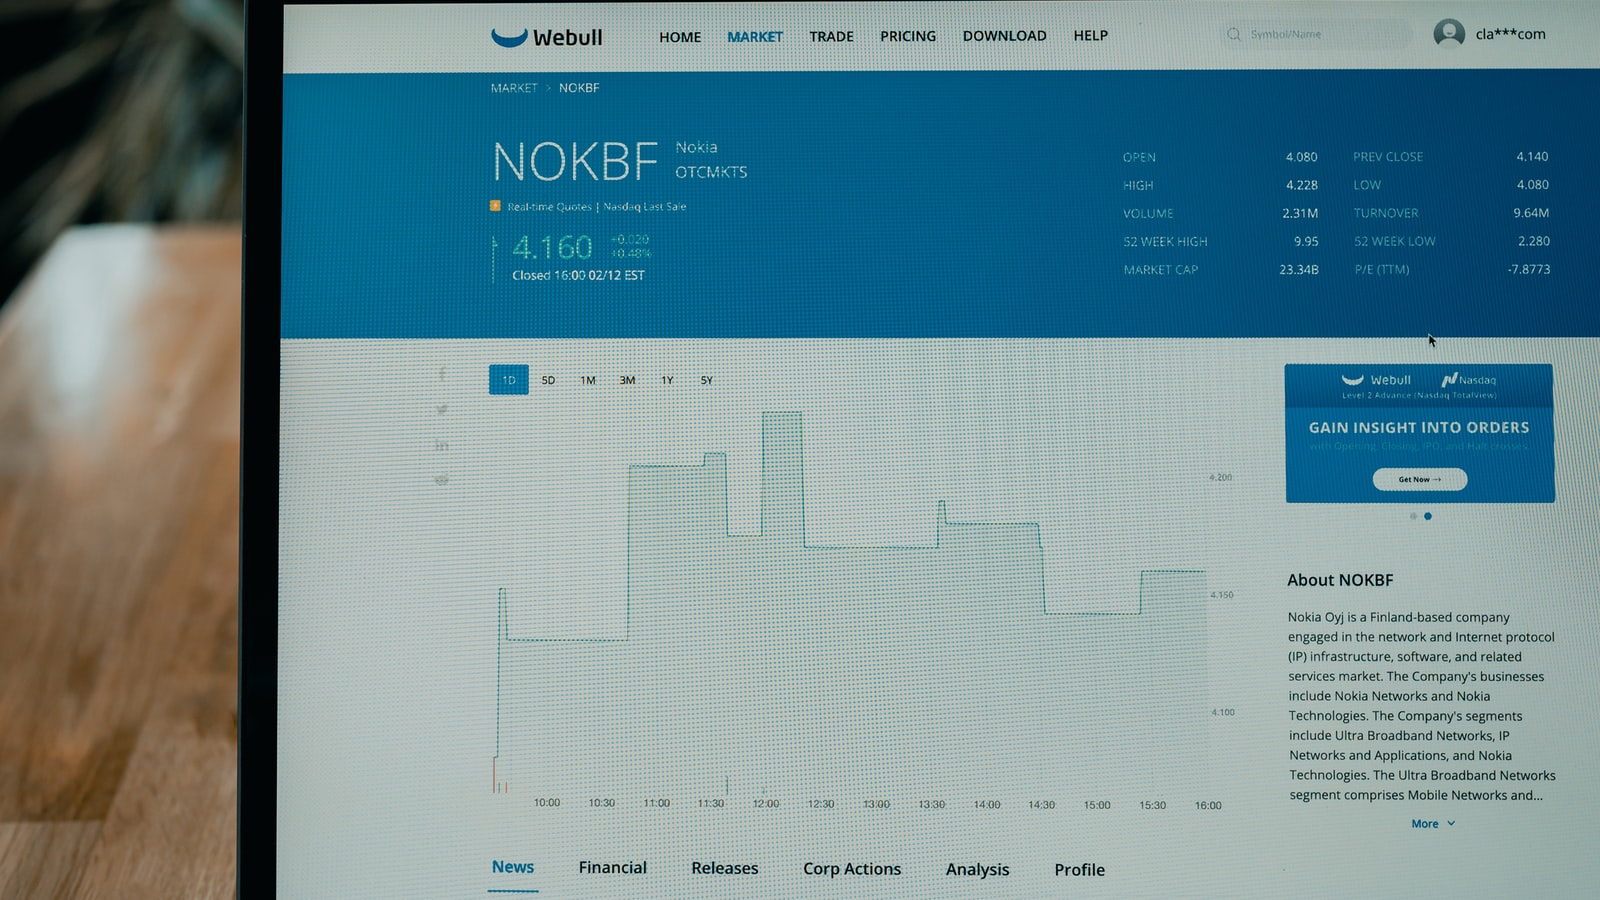 Webull HOME MARKET TRADE PRICING DOWNLOAD HELP Symbol/Name cla***com
MARKET > NOKBF
NOKBF
Nokia
OTCMKTS
Real-time Quotes | Nasdaq Last Sale
4.160 +0.020
+0.48%
Closed 16:00 02/12 EST
OPEN 4.080 PREV CLOSE 4.140
HIGH 4.228 LOW 4.080
VOLUME 2.31M TURNOVER 9.64M
52 WEEK HIGH 9.95 52 WEEK LOW 2.280
MARKET CAP 23.34B P/E (TTM) -7.8773
1D 5D 1M 3M 1Y 5Y
4.200
4.150
4.100
10:00 10:30 11:00 11:30 12:00 12:30 13:00 13:30 14:00 14:30 15:00 15:30 16:00
Webull Nasdaq
Level 2 Advance (Nasdaq TotalView)
GAIN INSIGHT INTO ORDERS
with Opening, Closing, IPO, and Halt crosses.
Get Now →
About NOKBF
Nokia Oyj is a Finland-based company
engaged in the network and Internet protocol
(IP) infrastructure, software, and related
services market. The Company's businesses
include Nokia Networks and Nokia
Technologies. The Company's segments
include Ultra Broadband Networks, IP
Networks and Applications, and Nokia
Technologies. The Ultra Broadband Networks
segment comprises Mobile Networks and...
More
News Financial Releases Corp Actions Analysis Profile